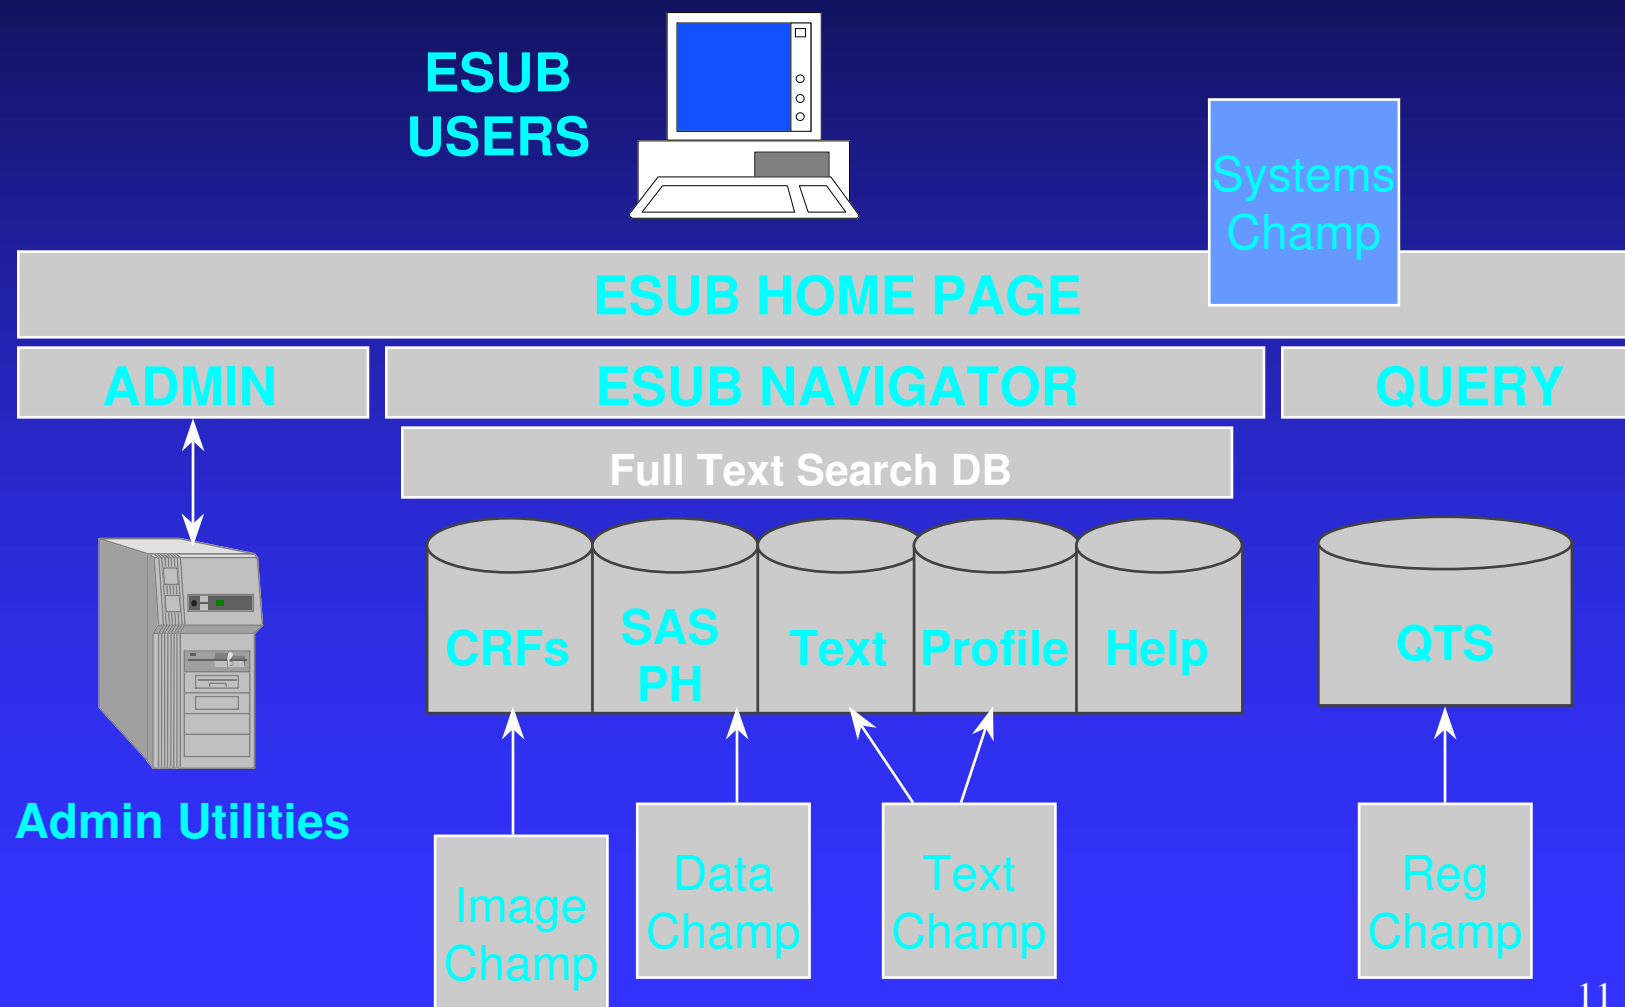 ESUB
USERS
Systems
Champ
ESUB HOME PAGE
ADMIN
ESUB NAVIGATOR
QUERY
Full Text Search DB
CRFs
SAS
PH
Text
Profile
Help
QTS
Admin Utilities
Image
Champ
Data
Champ
Text
Champ
Reg
Champ
11